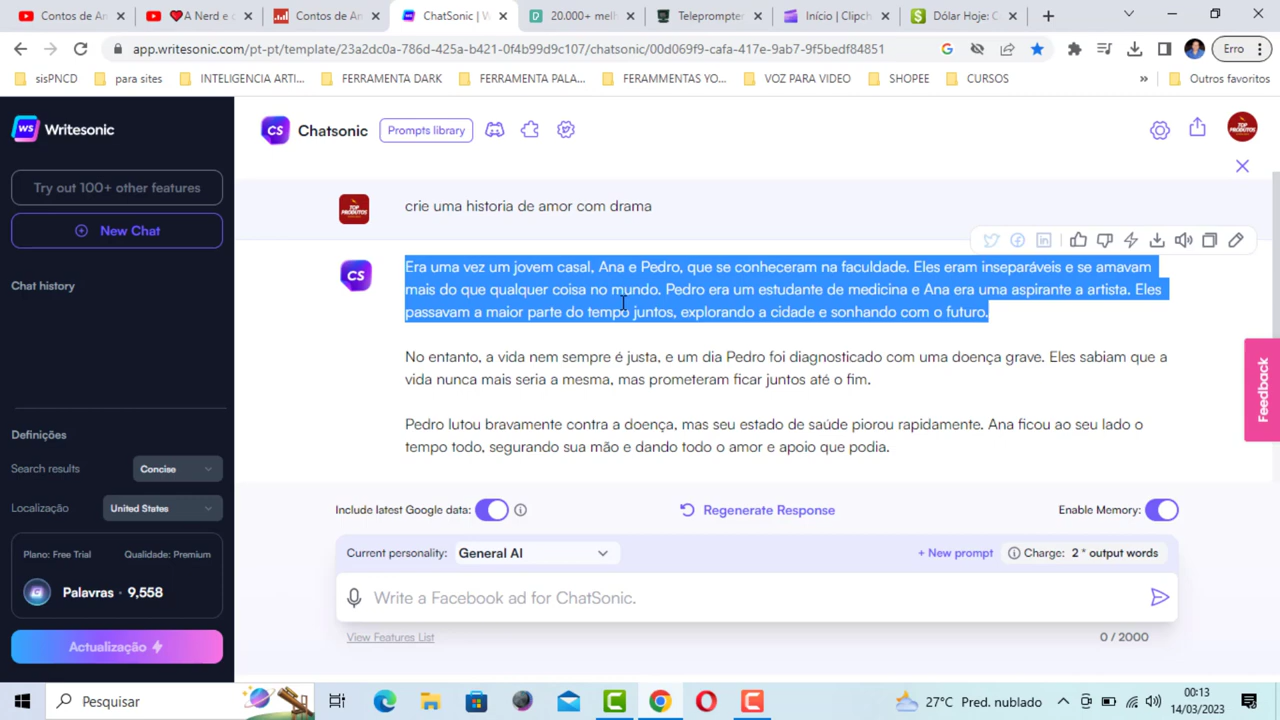 Contos de An
A Nerd e c
Contos de An
ChatSonic | W
20.000+ melh
Teleprompter
Início | Clipch
Dólar Hoje: C
app.writesonic.com/pt-pt/template/23a2dc0a-786d-425a-b421-0f4b99d9c107/chatsonic/00d069f9-cafa-417e-9ab7-9f5bedf84851
Erro
sisPNCD
para sites
INTELIGENCIA ARTI...
FERRAMENTA DARK
FERRAMENTA PALA...
FERAMMENTAS YO...
VOZ PARA VIDEO
SHOPEE
CURSOS
»
Outros favoritos
WS Writesonic
Try out 100+ other features
New Chat
Chat history
Definições
Search results
Concise
Localização
United States
Plano: Free Trial
Qualidade: Premium
Palavras · 9,558
Actualização
CS Chatsonic
Prompts library
TOP PRODUTOS
TOP PRODUTOS
crie uma historia de amor com drama
CS
Era uma vez um jovem casal, Ana e Pedro, que se conheceram na faculdade. Eles eram inseparáveis e se amavam
mais do que qualquer coisa no mundo. Pedro era um estudante de medicina e Ana era uma aspirante a artista. Eles
passavam a maior parte do tempo juntos, explorando a cidade e sonhando com o futuro.
No entanto, a vida nem sempre é justa, e um dia Pedro foi diagnosticado com uma doença grave. Eles sabiam que a
vida nunca mais seria a mesma, mas prometeram ficar juntos até o fim.
Pedro lutou bravamente contra a doença, mas seu estado de saúde piorou rapidamente. Ana ficou ao seu lado o
tempo todo, segurando sua mão e dando todo o amor e apoio que podia.
Feedback
Include latest Google data:
Regenerate Response
Enable Memory:
Current personality: General AI
+ New prompt
Charge: 2 * output words
Write a Facebook ad for ChatSonic.
View Features List
0 / 2000
Pesquisar
27°C Pred. nublado
00:13
14/03/2023